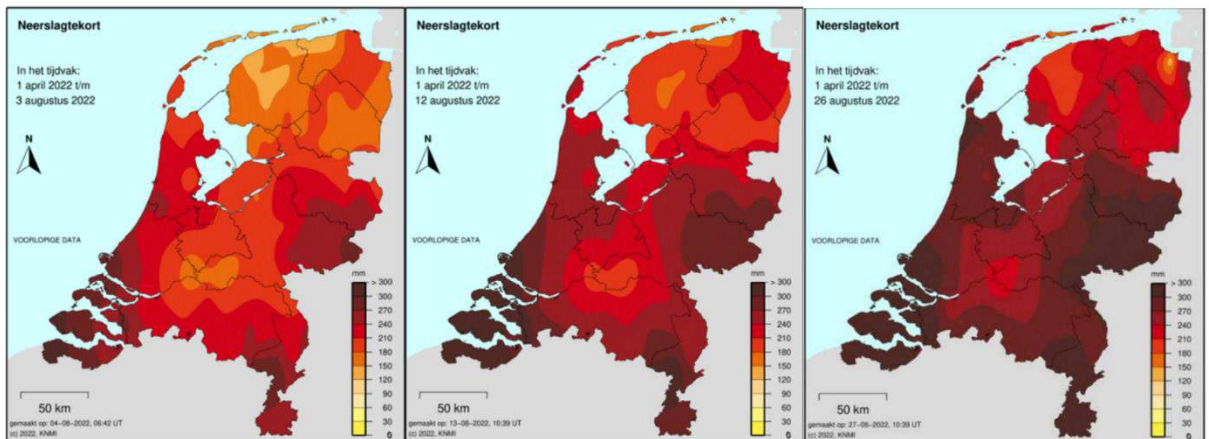 Neerslagtekort
In het tijdvak:
1 april 2022 t/m
3 augustus 2022
N
VOORLOPIGE DATA
mm
> 300
300
270
240
210
180
150
120
90
60
30
0
50 km
gemaakt op: 04-08-2022, 06:42 UT
(c) 2022, KNMI
Neerslagtekort
In het tijdvak:
1 april 2022 t/m
12 augustus 2022
N
VOORLOPIGE DATA
mm
> 300
300
270
240
210
180
150
120
90
60
30
0
50 km
gemaakt op: 13-08-2022, 10:39 UT
(c) 2022, KNMI
Neerslagtekort
In het tijdvak:
1 april 2022 t/m
26 augustus 2022
N
VOORLOPIGE DATA
mm
> 300
300
270
240
210
180
150
120
90
60
30
0
50 km
gemaakt op: 27-08-2022, 10:39 UT
(c) 2022, KNMI